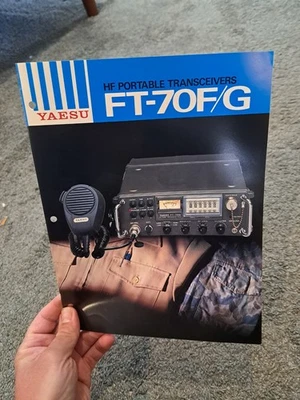 HF PORTABLE TRANSCEIVERS
FT-70F/G
YAESU